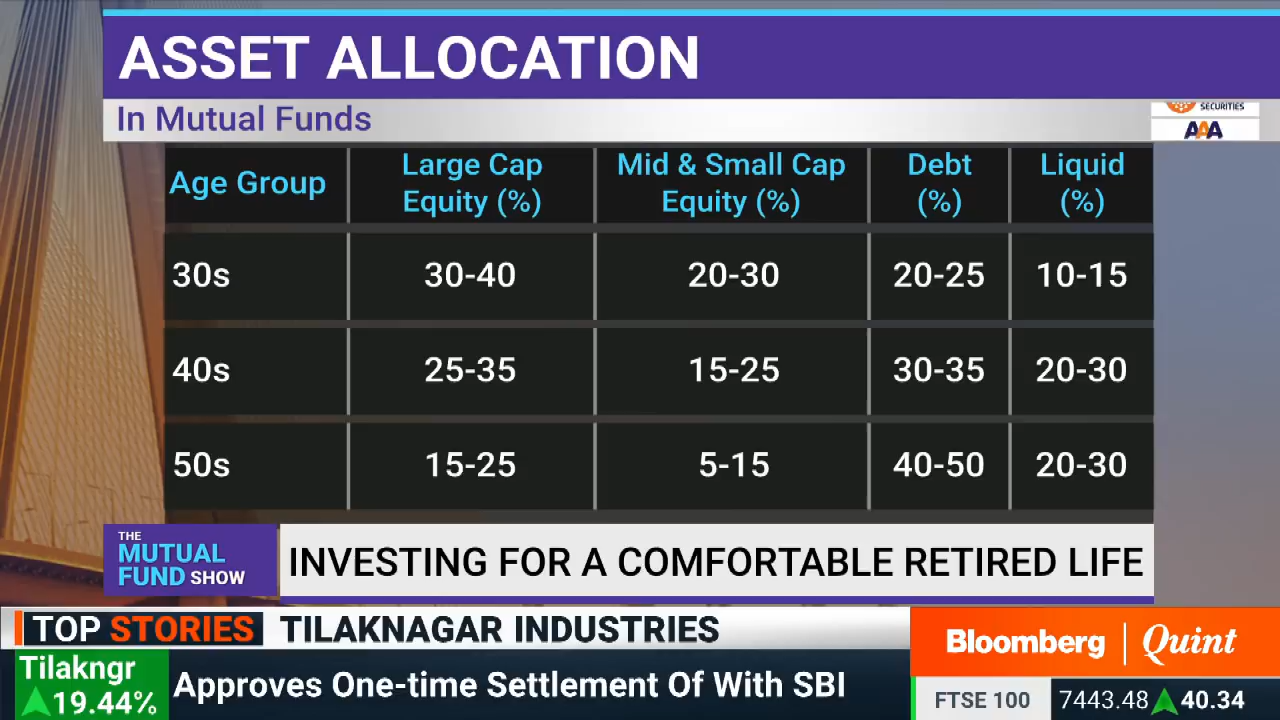 ASSET ALLOCATION
In Mutual Funds
SECURITIES
AAA
Age Group
Large Cap
Equity (%)
Mid & Small Cap
Equity (%)
Debt
(%)
Liquid
(%)
30s 30-40 20-30 20-25 10-15
40s 25-35 15-25 30-35 20-30
50s 15-25 5-15 40-50 20-30
THE
MUTUAL
FUND SHOW
INVESTING FOR A COMFORTABLE RETIRED LIFE
TOP STORIES TILAKNAGAR INDUSTRIES
Tilakngr
19.44%
Approves One-time Settlement Of With SBI
Bloomberg | Quint
FTSE 100 7443.48 40.34